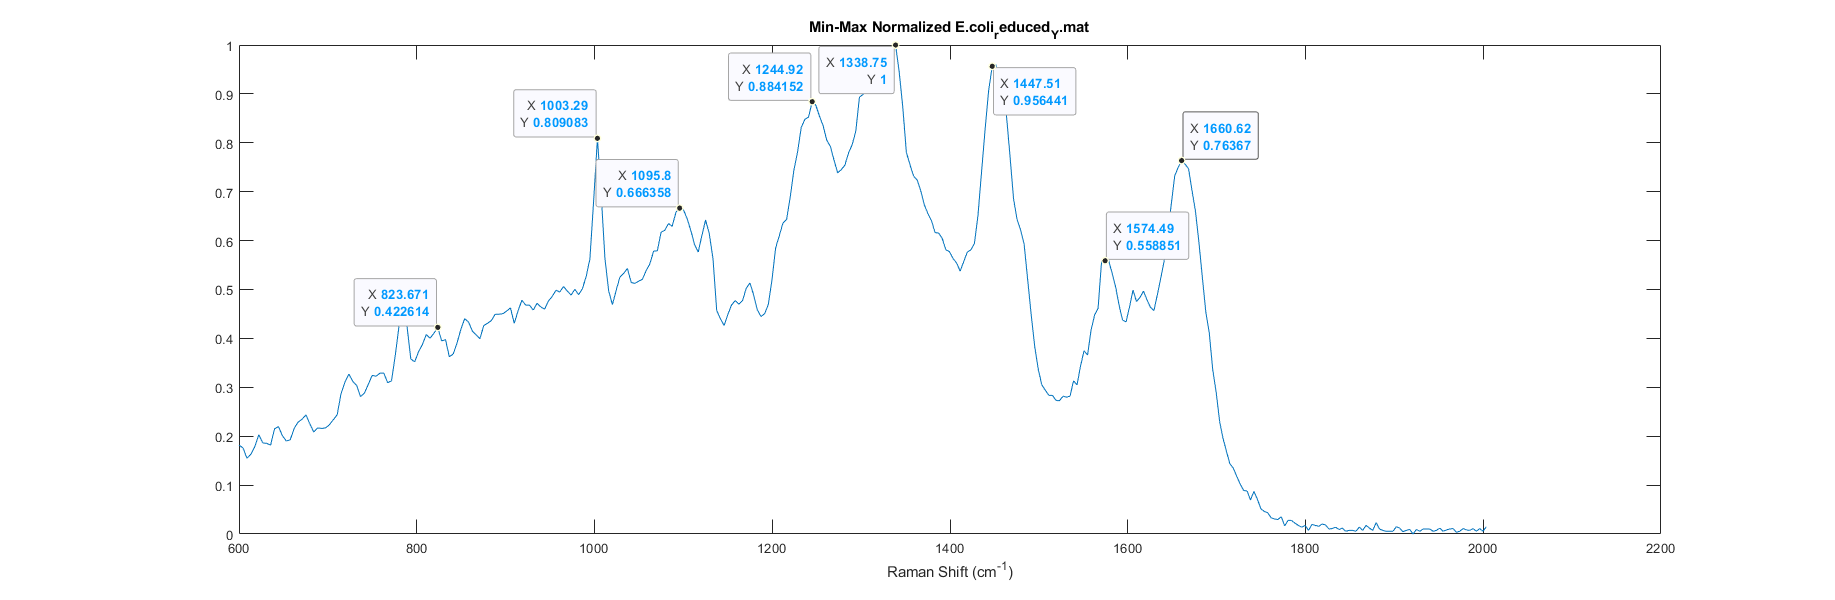 Min-Max Normalized E.coli_reduced_Y.mat
1
0.9
0.8
0.7
0.6
0.5
0.4
0.3
0.2
0.1
0
X 823.671
Y 0.422614
X 1003.29
Y 0.809083
X 1095.8
Y 0.666358
X 1244.92
Y 0.884152
X 1338.75
Y 1
X 1447.51
Y 0.956441
X 1574.49
Y 0.558851
X 1660.62
Y 0.76367
600 800 1000 1200 1400 1600 1800 2000 2200
Raman Shift (cm⁻¹)